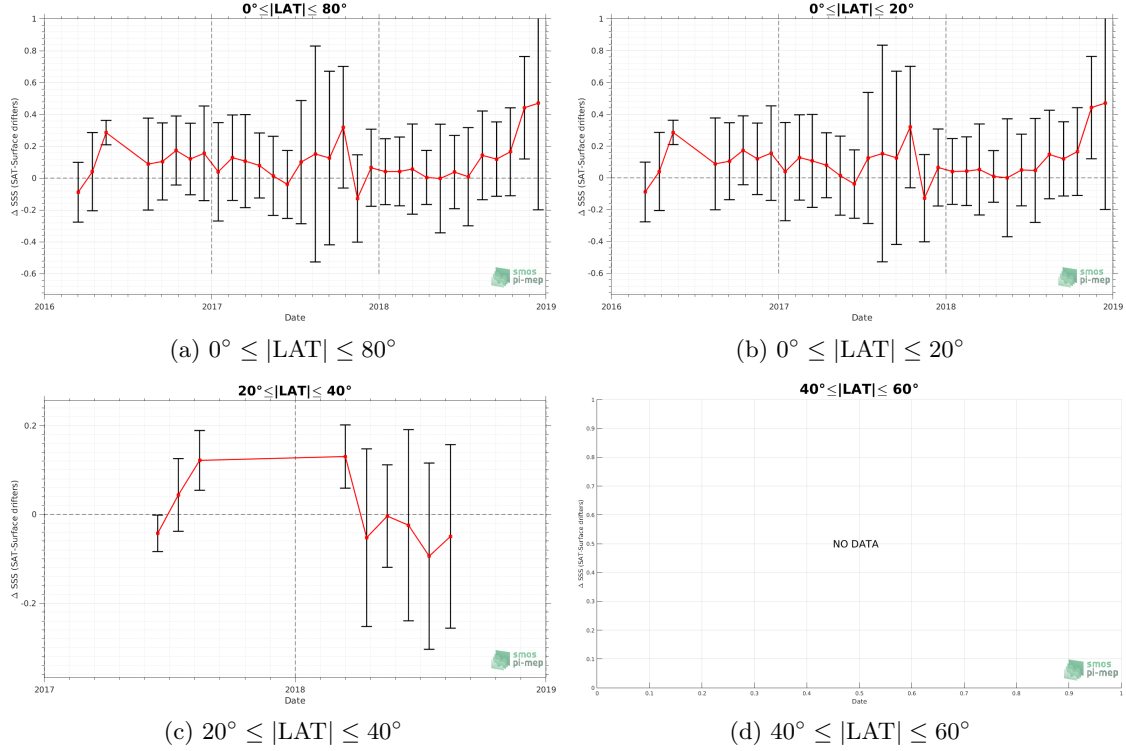 0°≤|LAT|≤ 80°
Δ SSS (SAT-Surface drifters)
1
0.8
0.6
0.4
0.2
0
-0.2
-0.4
-0.6
smos
pi-mep
2016 2017 2018 2019
Date
(a) 0° ≤ |LAT| ≤ 80°
0°≤|LAT|≤ 20°
Δ SSS (SAT-Surface drifters)
1
0.8
0.6
0.4
0.2
0
-0.2
-0.4
-0.6
smos
pi-mep
2016 2017 2018 2019
Date
(b) 0° ≤ |LAT| ≤ 20°
20°≤|LAT|≤ 40°
Δ SSS (SAT-Surface drifters)
0.2
0
-0.2
smos
pi-mep
2017 2018 2019
Date
(c) 20° ≤ |LAT| ≤ 40°
40°≤|LAT|≤ 60°
Δ SSS (SAT-Surface drifters)
1
0.9
0.8
0.7
0.6
0.5
0.4
0.3
0.2
0.1
0
NO DATA
smos
pi-mep
0 0.1 0.2 0.3 0.4 0.5 0.6 0.7 0.8 0.9 1
Date
(d) 40° ≤ |LAT| ≤ 60°